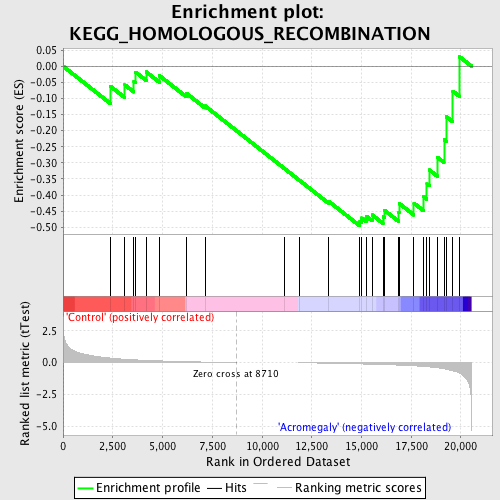 Enrichment plot:
KEGG_HOMOLOGOUS_RECOMBINATION
Enrichment score (ES)
0.05
0.00
-0.05
-0.10
-0.15
-0.20
-0.25
-0.30
-0.35
-0.40
-0.45
-0.50
'Control' (positively correlated)
Ranked list metric (tTest)
2.5
0.0
-2.5
-5.0
Zero cross at 8710
'Acromegaly' (negatively correlated)
0
2,500
5,000
7,500
10,000
12,500
15,000
17,500
20,000
Rank in Ordered Dataset
Enrichment profile
Hits
Ranking metric scores